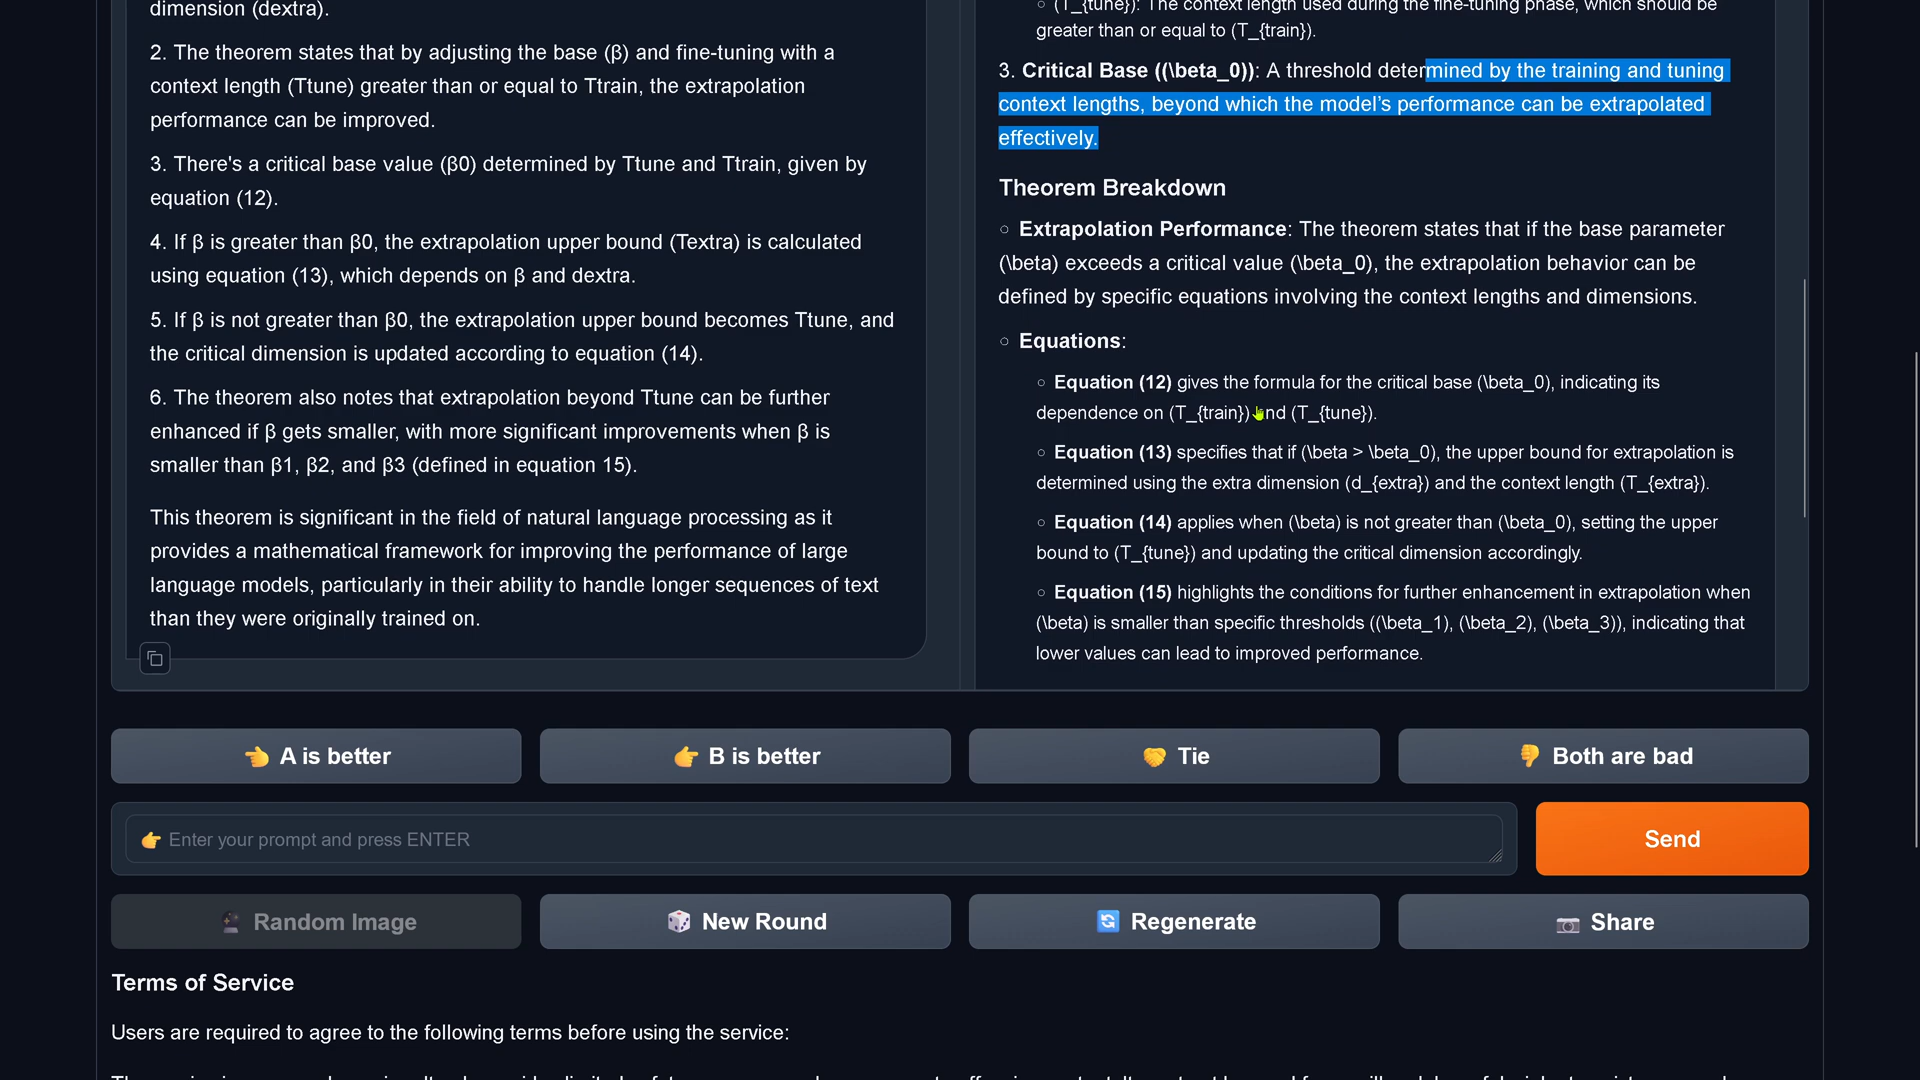 dimension (dextra).
2. The theorem states that by adjusting the base (β) and fine-tuning with a
context length (Ttune) greater than or equal to Ttrain, the extrapolation
performance can be improved.
3. There's a critical base value (β0) determined by Ttune and Ttrain, given by
equation (12).
4. If β is greater than β0, the extrapolation upper bound (Textra) is calculated
using equation (13), which depends on β and dextra.
5. If β is not greater than β0, the extrapolation upper bound becomes Ttune, and
the critical dimension is updated according to equation (14).
6. The theorem also notes that extrapolation beyond Ttune can be further
enhanced if β gets smaller, with more significant improvements when β is
smaller than β1, β2, and β3 (defined in equation 15).
This theorem is significant in the field of natural language processing as it
provides a mathematical framework for improving the performance of large
language models, particularly in their ability to handle longer sequences of text
than they were originally trained on.
(T_{tune}): The context length used during the fine-tuning phase, which should be
greater than or equal to (T_{train}).
3. Critical Base ((\beta_0)): A threshold determined by the training and tuning
context lengths, beyond which the model's performance can be extrapolated
effectively.
Theorem Breakdown
Extrapolation Performance: The theorem states that if the base parameter
(\beta) exceeds a critical value (\beta_0), the extrapolation behavior can be
defined by specific equations involving the context lengths and dimensions.
Equations:
Equation (12) gives the formula for the critical base (\beta_0), indicating its
dependence on (T_{train}) and (T_{tune}).
Equation (13) specifies that if (\beta > \beta_0), the upper bound for extrapolation is
determined using the extra dimension (d_{extra}) and the context length (T_{extra}).
Equation (14) applies when (\beta) is not greater than (\beta_0), setting the upper
bound to (T_{tune}) and updating the critical dimension accordingly.
Equation (15) highlights the conditions for further enhancement in extrapolation when
(\beta) is smaller than specific thresholds ((\beta_1), (\beta_2), (\beta_3)), indicating that
lower values can lead to improved performance.
A is better
B is better
Tie
Both are bad
Enter your prompt and press ENTER
Send
Random Image
New Round
Regenerate
Share
Terms of Service
Users are required to agree to the following terms before using the service: